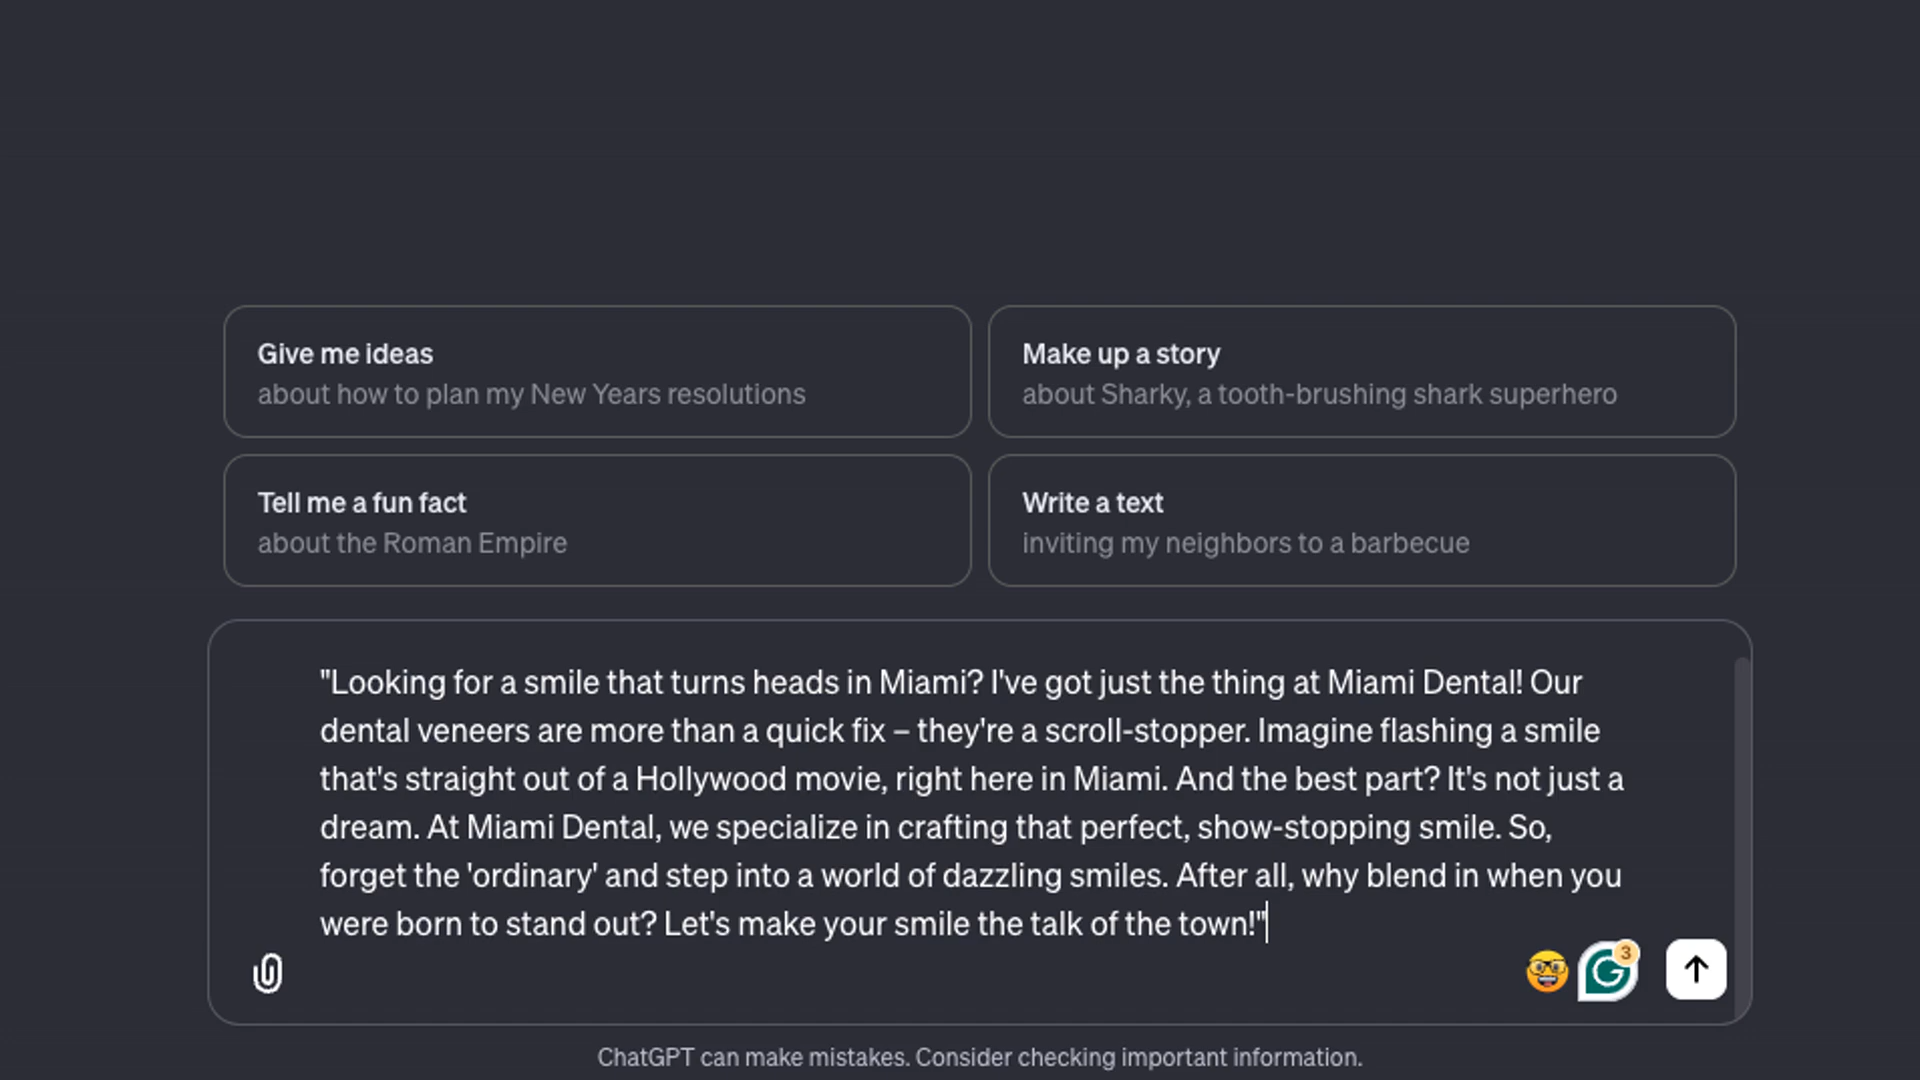 Give me ideas
about how to plan my New Years resolutions
Make up a story
about Sharky, a tooth-brushing shark superhero
Tell me a fun fact
about the Roman Empire
Write a text
inviting my neighbors to a barbecue
"Looking for a smile that turns heads in Miami? I've got just the thing at Miami Dental! Our
dental veneers are more than a quick fix – they're a scroll-stopper. Imagine flashing a smile
that's straight out of a Hollywood movie, right here in Miami. And the best part? It's not just a
dream. At Miami Dental, we specialize in crafting that perfect, show-stopping smile. So,
forget the 'ordinary' and step into a world of dazzling smiles. After all, why blend in when you
were born to stand out? Let's make your smile the talk of the town!"
3
ChatGPT can make mistakes. Consider checking important information.